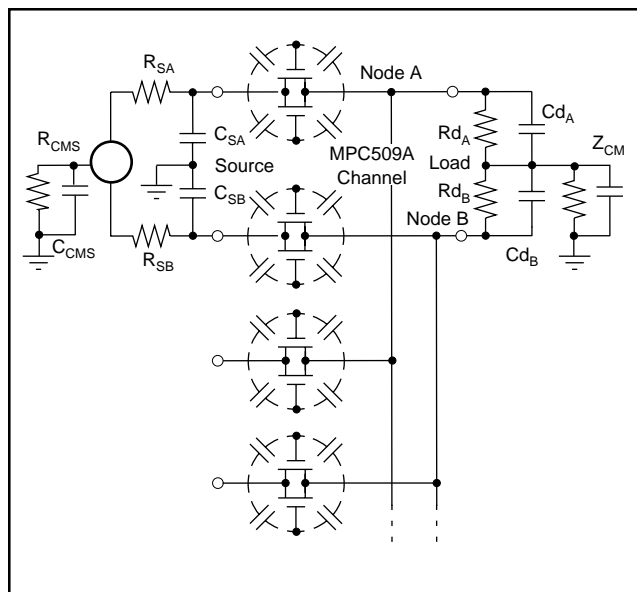 R_SA
Node A
C_SA
Cd_A
Rd_A
R_CMS
Source
MPC509A
Channel
Load
Z_CM
C_SB
Rd_B
Node B
C_CMS
R_SB
Cd_B